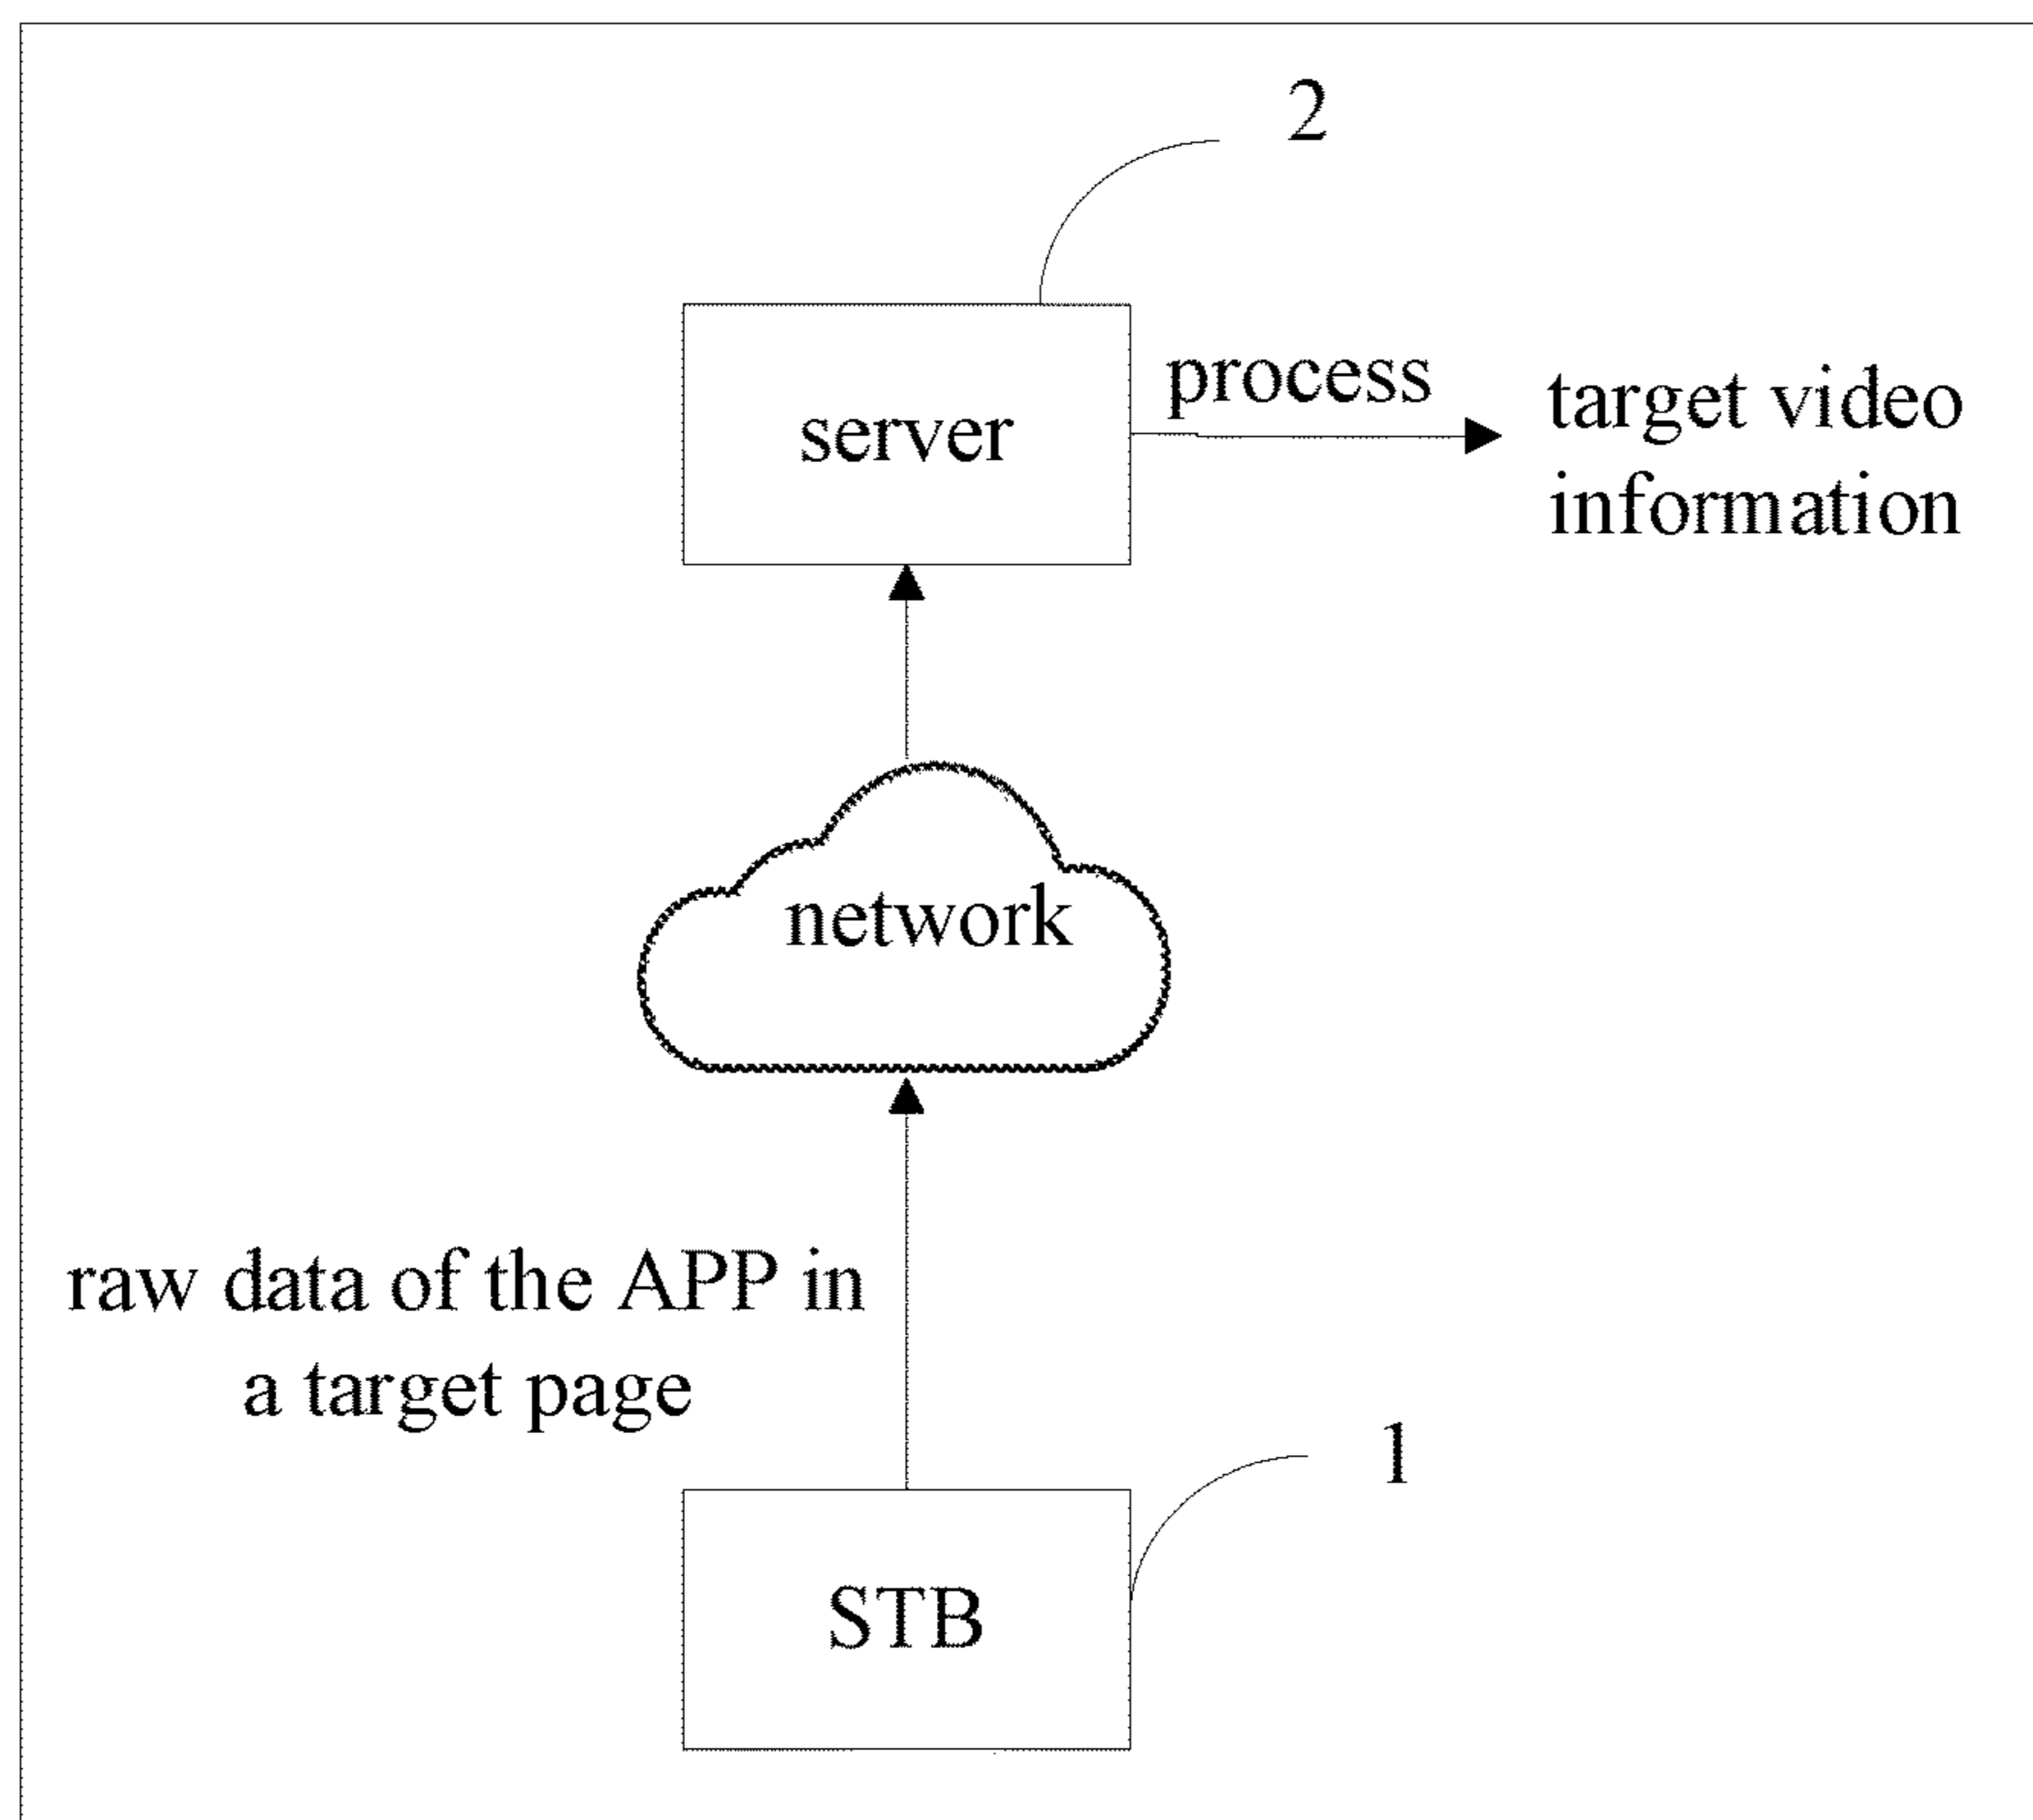 2
server
process
target video
information
network
raw data of the APP in
a target page
1
STB